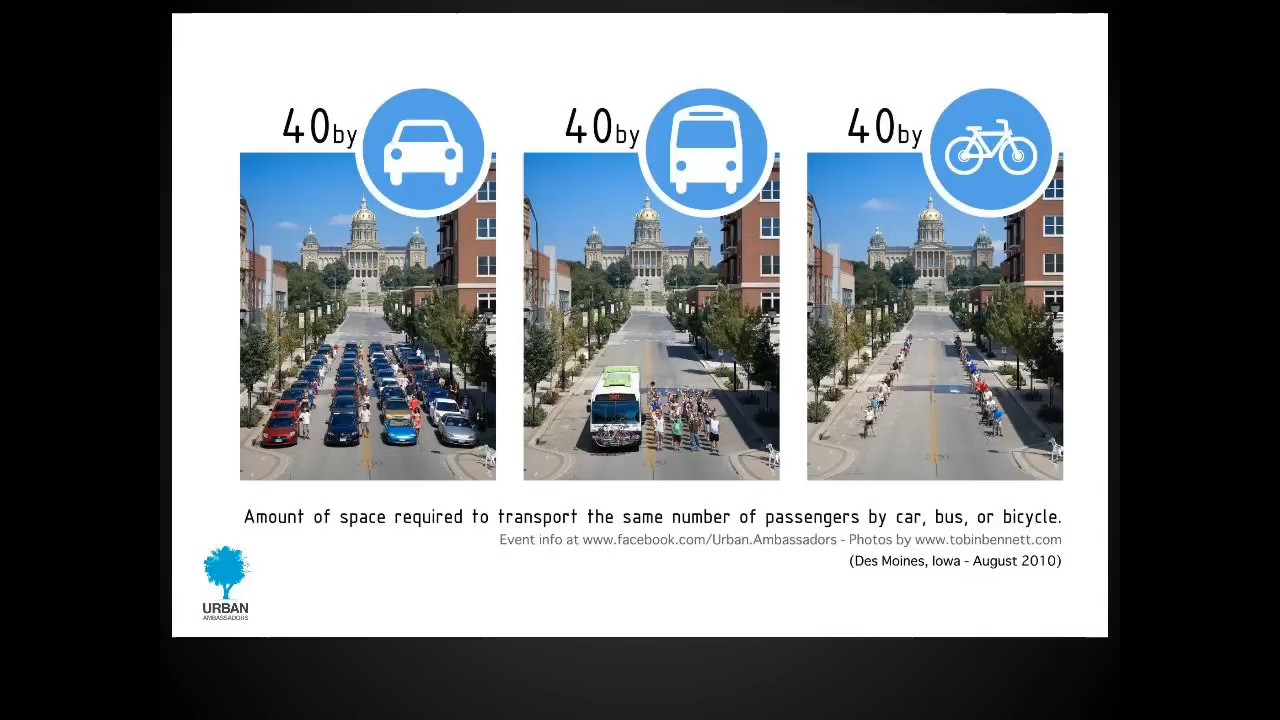 40by
40by
40by
Amount of space required to transport the same number of passengers by car, bus, or bicycle.
Event info at www.facebook.com/Urban.Ambassadors - Photos by www.tobinbennett.com
(Des Moines, Iowa - August 2010)
URBAN
AMBASSADORS